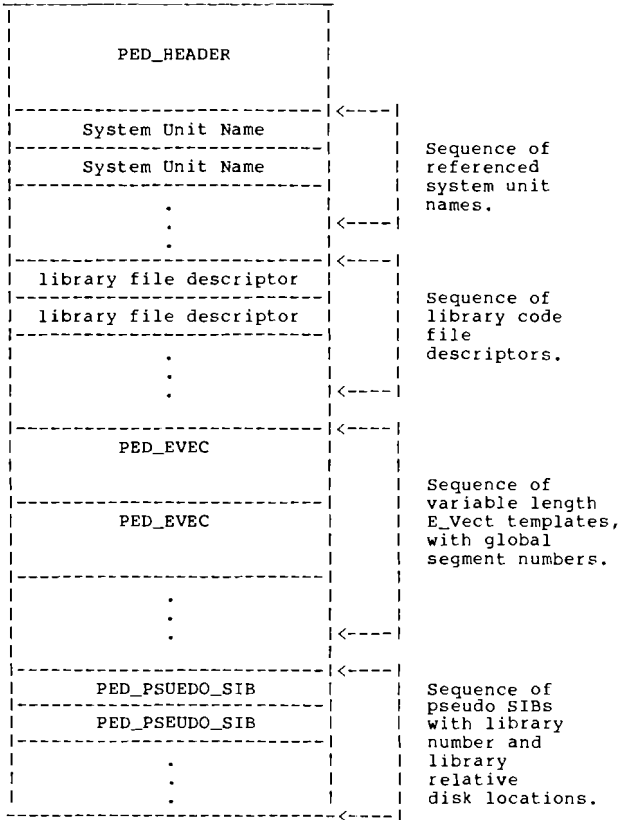 PED_HEADER
System Unit Name
System Unit Name
.
.
.
Sequence of
referenced
system unit
names.
library file descriptor
library file descriptor
.
.
.
Sequence of
library code
file
descriptors.
PED_EVEC
PED_EVEC
.
.
.
Sequence of
variable length
E_Vect templates,
with global
segment numbers.
PED_PSUEDO_SIB
PED_PSEUDO_SIB
.
.
.
Sequence of
pseudo SIBs
with library
number and
library
relative
disk locations.